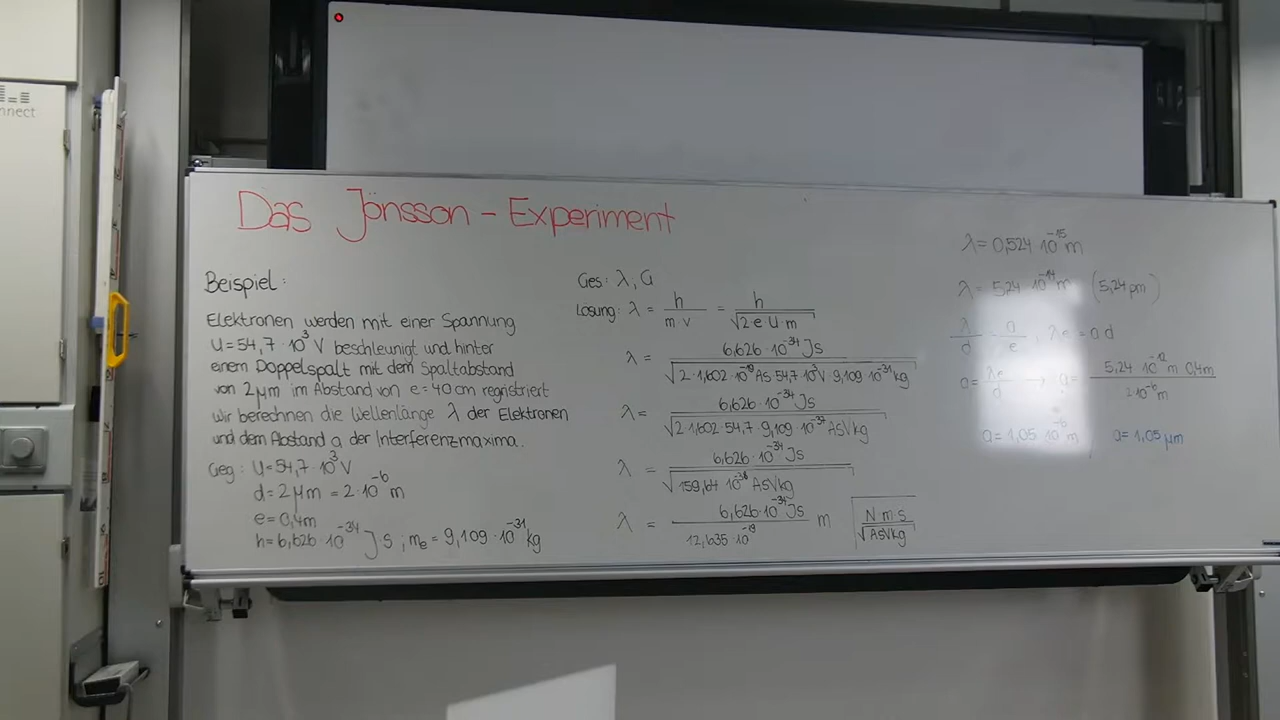 nnect
Das Jönsson - Experiment
Beispiel:
Elektronen werden mit einer Spannung
U = 54,7 · 10³ V beschleunigt und hinter
einem Doppelspalt mit dem Spaltabstand
von 2 μm im Abstand von e = 40 cm registriert
wir berechnen die Wellenlänge λ der Elektronen
und dem Abstand a der Interferenzmaxima.
Geg: U = 54,7 · 10³ V
d = 2 μm = 2 · 10⁻⁶ m
e = 0,4m
h = 6,626 · 10⁻³⁴ J·s ; mₑ = 9,109 · 10⁻³¹ kg
Ges: λ, a
Lösung: λ = h / (m·v) = h / √(2 e U m)
λ = 6,626 · 10⁻³⁴ Js / √(2 · 1,602 · 10⁻¹⁹ As 54,7 · 10³ V · 9,109 · 10⁻³¹ kg)
λ = 6,626 · 10⁻³⁴ Js / √(2 · 1,602 · 54,7 · 9,109 · 10⁻³⁷ AsVkg)
λ = 6,626 · 10⁻³⁴ Js / √(159,64 · 10⁻³⁸ AsVkg)
λ = 6,626 · 10⁻³⁴ Js / 12,635 · 10⁻¹⁹ m [N m s / √(AsVkg)]
λ = 0,524 · 10⁻¹⁵ m
λ = 5,24 · 10⁻¹⁴ m (5,24 pm)
λ / d = a / e , λe = a d
a = λe / d → a = 5,24 · 10⁻¹² m 0,4m / 2 · 10⁻⁶ m
a = 1,05 · 10⁻⁶ m a = 1,05 μm